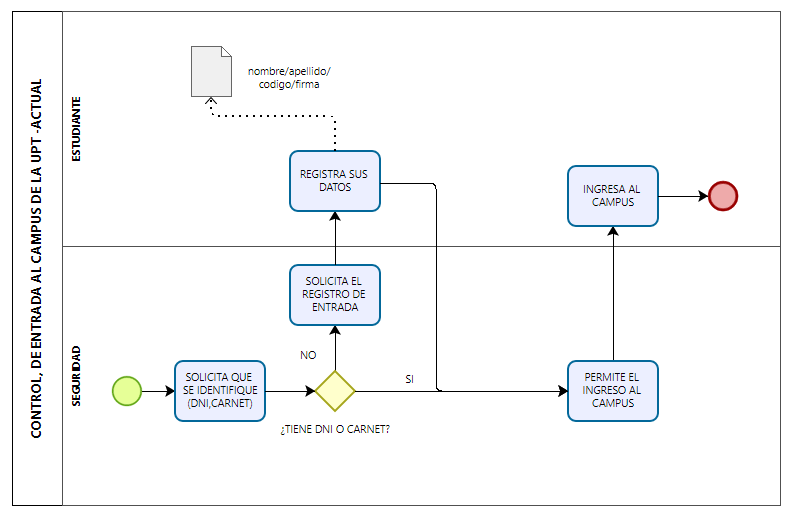 CONTROL, DE ENTRADA AL CAMPUS DE LA UPT -ACTUAL
ESTUDIANTE
nombre/apellido/
codigo/firma
REGISTRA SUS
DATOS
INGRESA AL
CAMPUS
SEGURIDAD
SOLICITA EL
REGISTRO DE
ENTRADA
NO
SOLICITA QUE
SE IDENTIFIQUE
(DNI,CARNET)
SI
¿TIENE DNI O CARNET?
PERMITE EL
INGRESO AL
CAMPUS